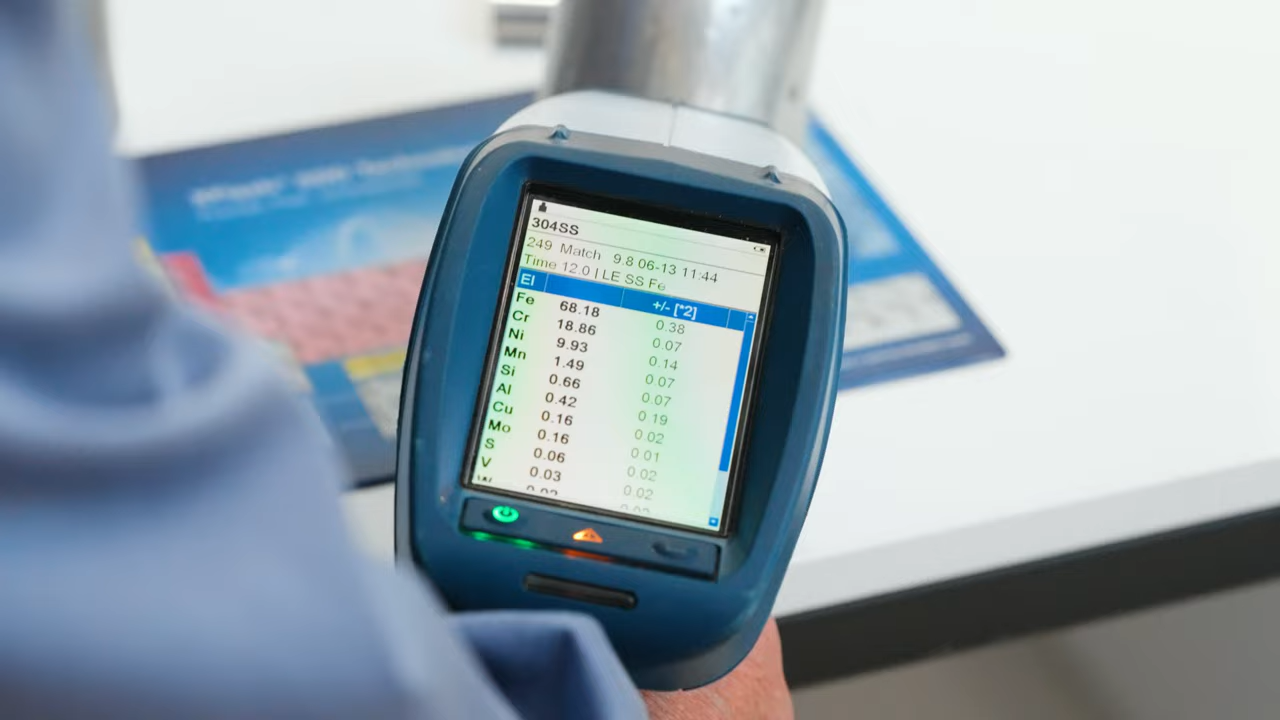 304SS
249 Match 9.8 06-13 11:44
Time 12.0 | LE SS Fe
El +/- [*2]
Fe 68.18 0.38
Cr 18.86 0.07
Ni 9.93 0.14
Mn 1.49 0.07
Si 0.66 0.07
Al 0.42 0.19
Cu 0.16 0.02
Mo 0.16 0.01
S 0.06 0.02
V 0.03 0.02